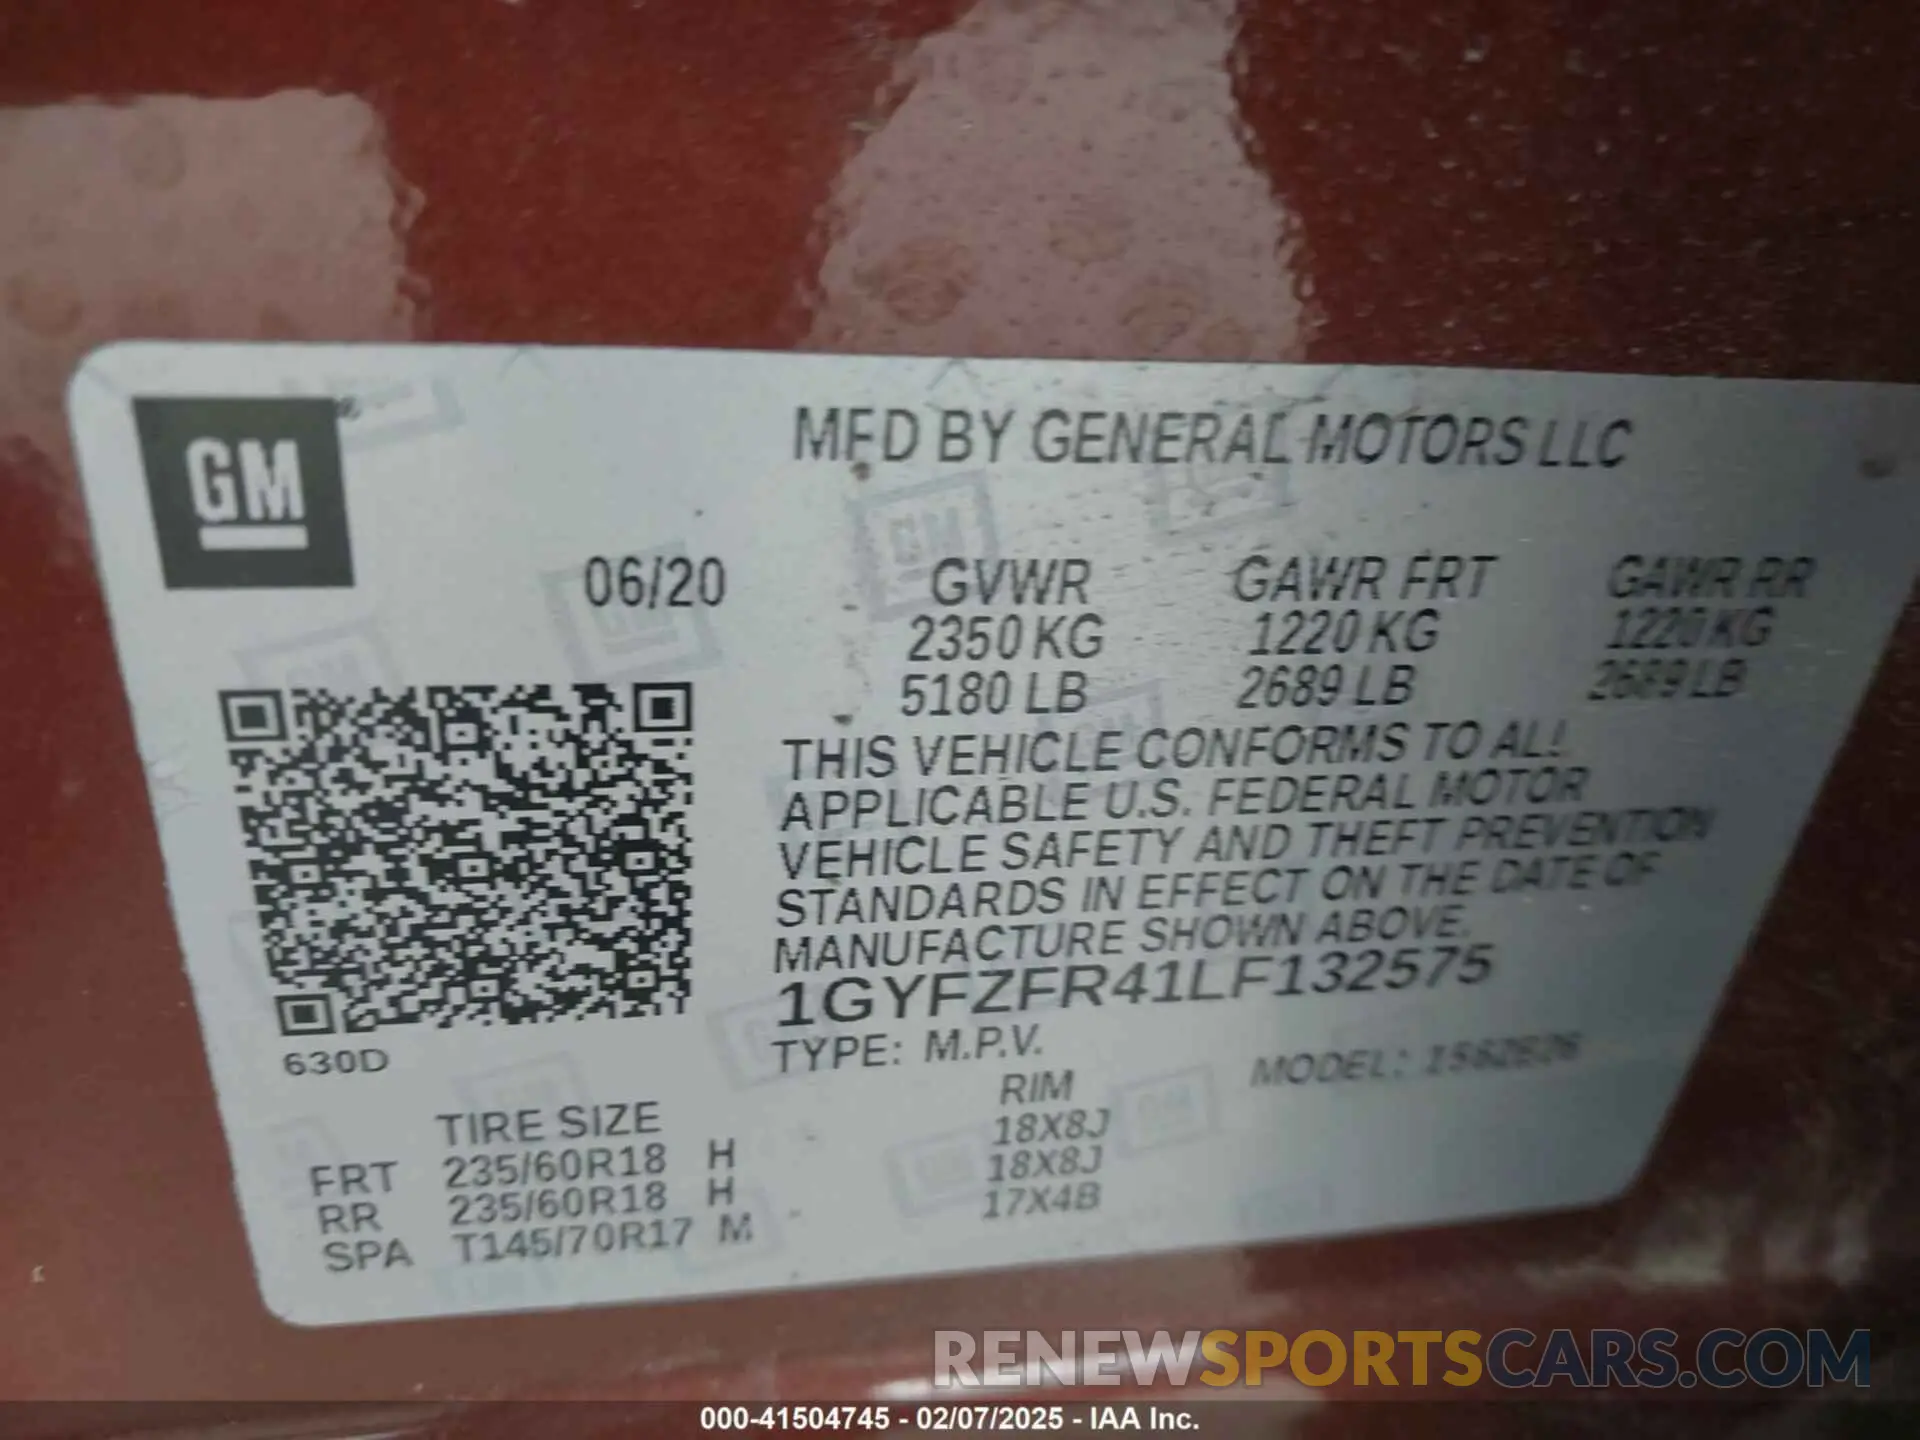 GM
MFD BY GENERAL MOTORS LLC
06/20
GVWR GAWR FRT GAWR RR
2350 KG 1220 KG 1220 KG
5180 LB 2689 LB 2689 LB
THIS VEHICLE CONFORMS TO ALL
APPLICABLE U.S. FEDERAL MOTOR
VEHICLE SAFETY AND THEFT PREVENTION
STANDARDS IN EFFECT ON THE DATE OF
MANUFACTURE SHOWN ABOVE.
1GYFZFR41LF132575
630D
TYPE: M.P.V. MODEL:
TIRE SIZE RIM
FRT 235/60R18 H 18X8J
RR 235/60R18 H 18X8J
SPA T145/70R17 M 17X4B
RENEWSPORTSCARS.COM
000-41504745 - 02/07/2025 - IAA Inc.